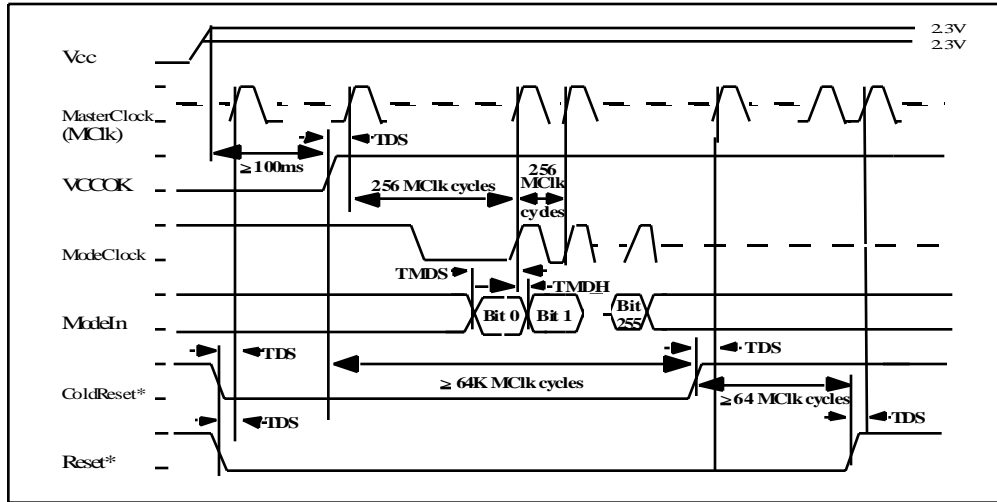 2.3V
2.3V
Vcc
MasterClock
(MClk)
TDS
≥100ms
VCCOK
256 MClk cycles
256
MClk
cycles
ModeClock
TMDS
TMDH
ModeIn
Bit 0
Bit 1
Bit
255
TDS
TDS
≥ 64K MClk cycles
ColdReset*
≥64 MClk cycles
TDS
TDS
Reset*